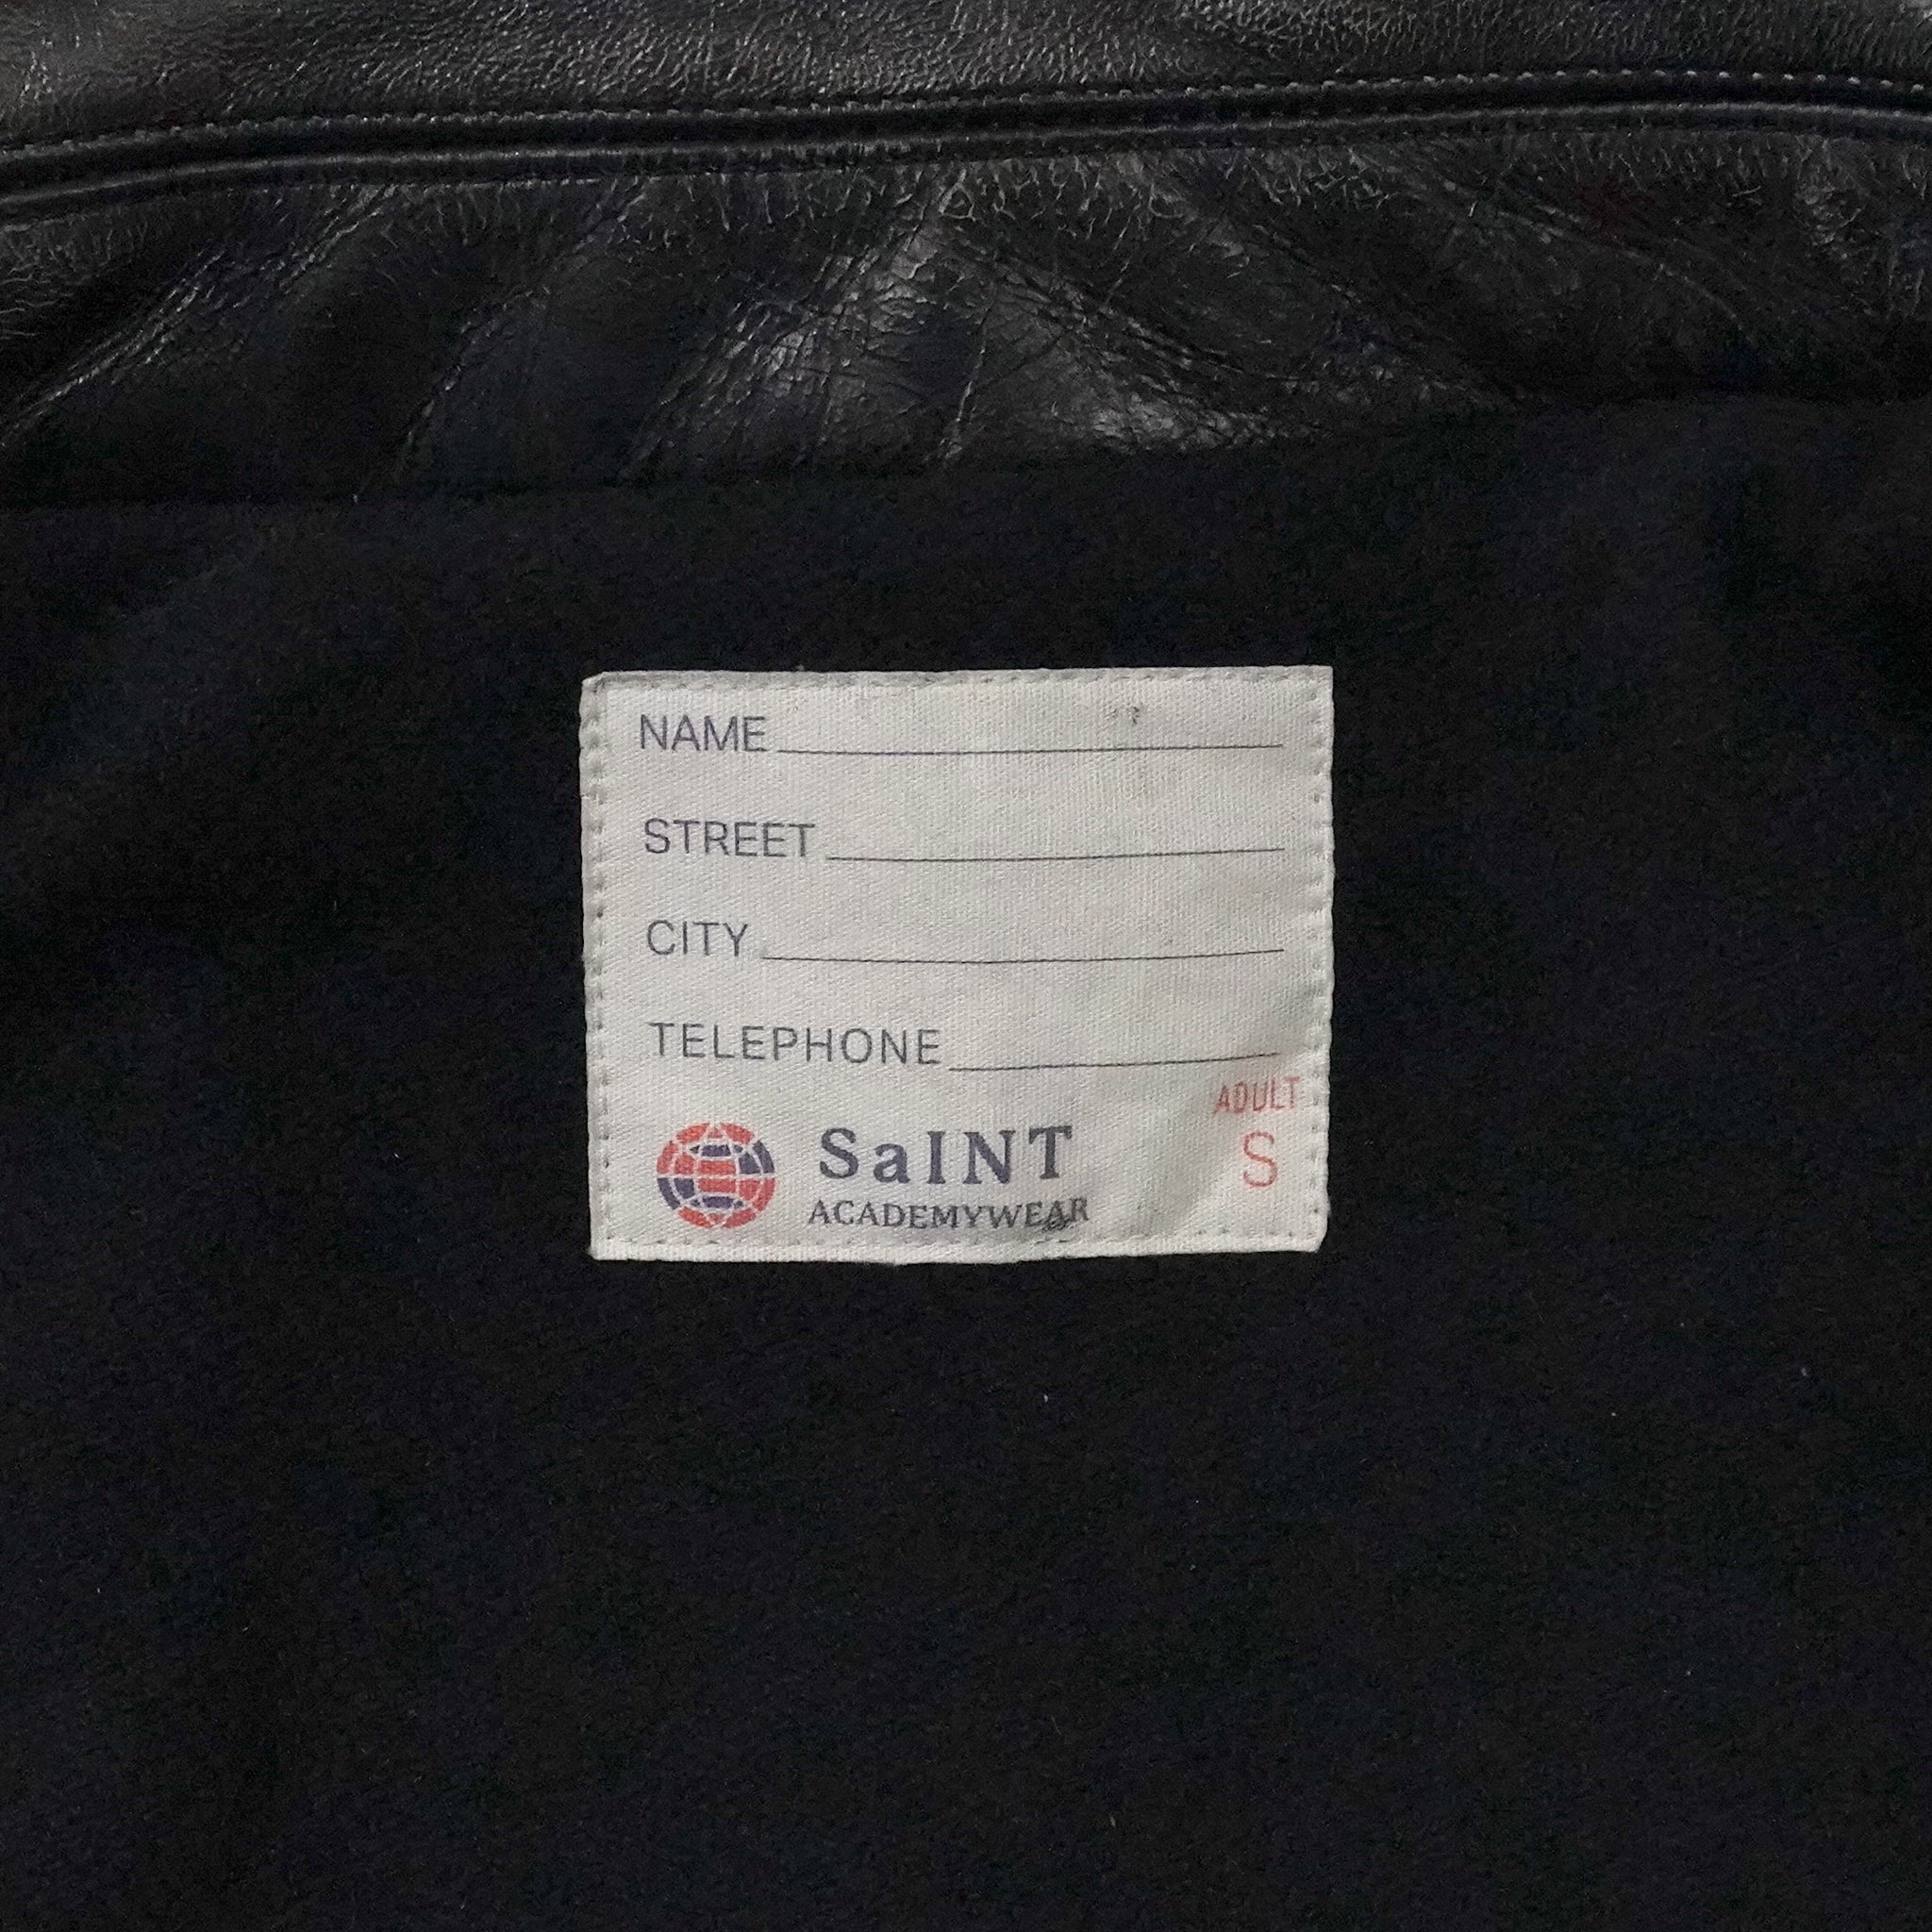 NAME
STREET
CITY
TELEPHONE
ADULT
SaINT S
ACADEMYWEAR